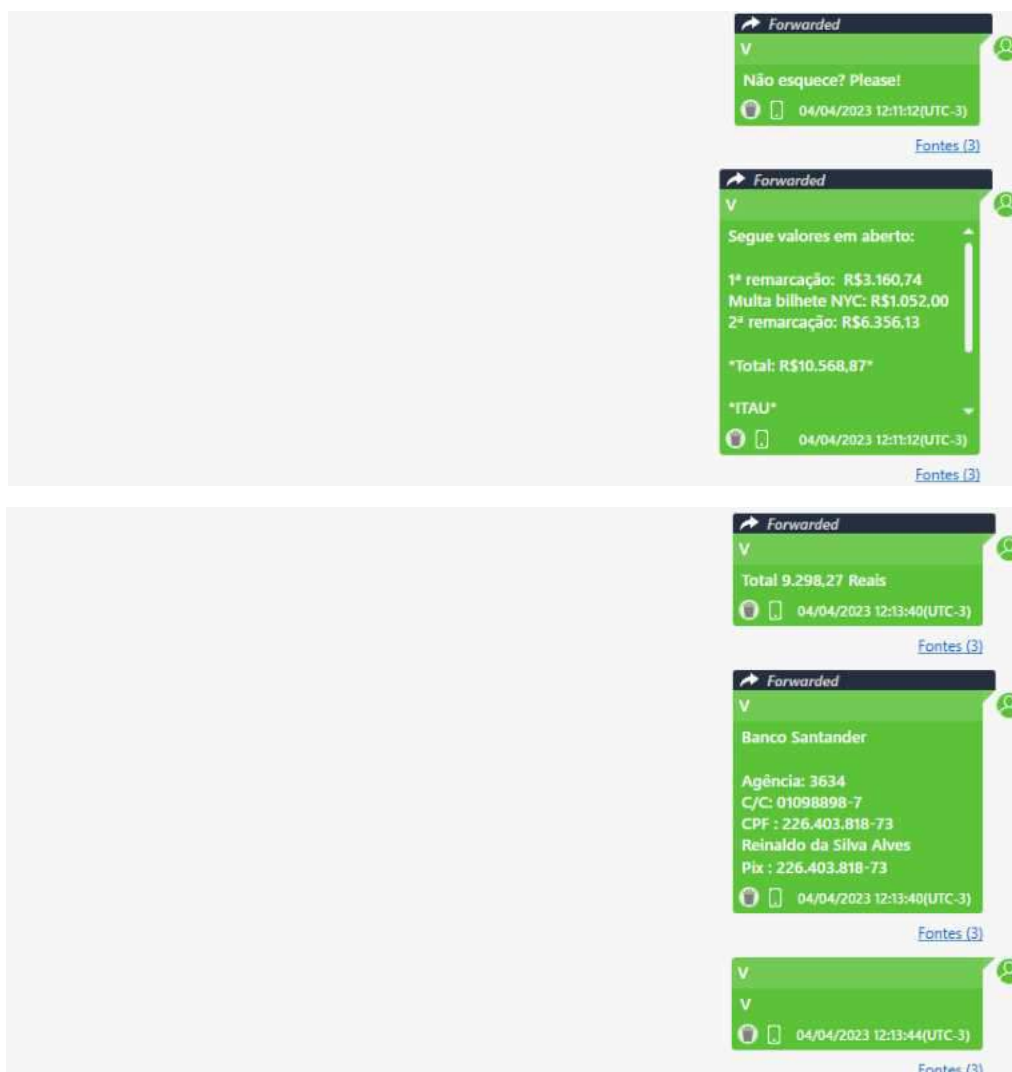 Forwarded
V
Não esquece? Please!
04/04/2023 12:11:12(UTC-3)
Fontes (3)
Forwarded
V
Segue valores em aberto:
1ª remarcação: R$3.160,74
Multa bilhete NYC: R$1.052,00
2ª remarcação: R$6.356,13
*Total: R$10.568,87*
*ITAU*
04/04/2023 12:11:12(UTC-3)
Fontes (3)
Forwarded
V
Total 9.298,27 Reais
04/04/2023 12:13:40(UTC-3)
Fontes (3)
Forwarded
V
Banco Santander
Agência: 3634
C/C: 01098898-7
CPF : 226.403.818-73
Reinaldo da Silva Alves
Pix : 226.403.818-73
04/04/2023 12:13:40(UTC-3)
Fontes (3)
V
V
04/04/2023 12:13:44(UTC-3)
Fontes (3)